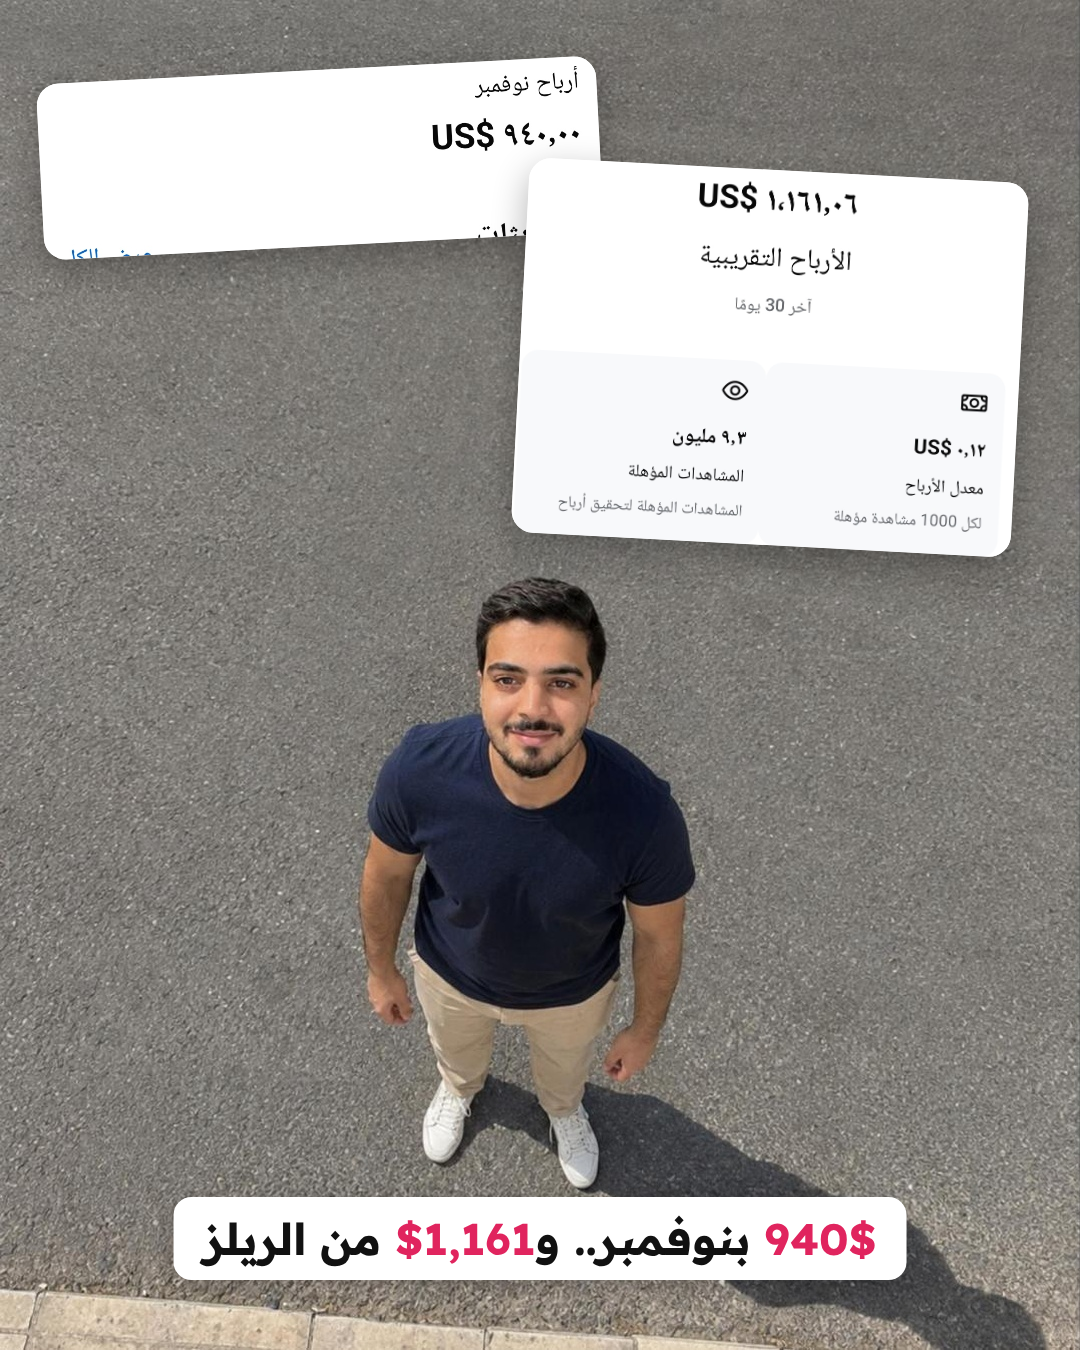 أرباح نوفمبر
US$ ٩٤٠,٠٠
US$ ١،١٦١,٠٦
الأرباح التقريبية
آخر 30 يومًا
US$ ٠,١٢
معدل الأرباح
لكل 1000 مشاهدة مؤهلة
٩,٣ مليون
المشاهدات المؤهلة
المشاهدات المؤهلة لتحقيق أرباح
940$ بنوفمبر.. و1,161$ من الريلز